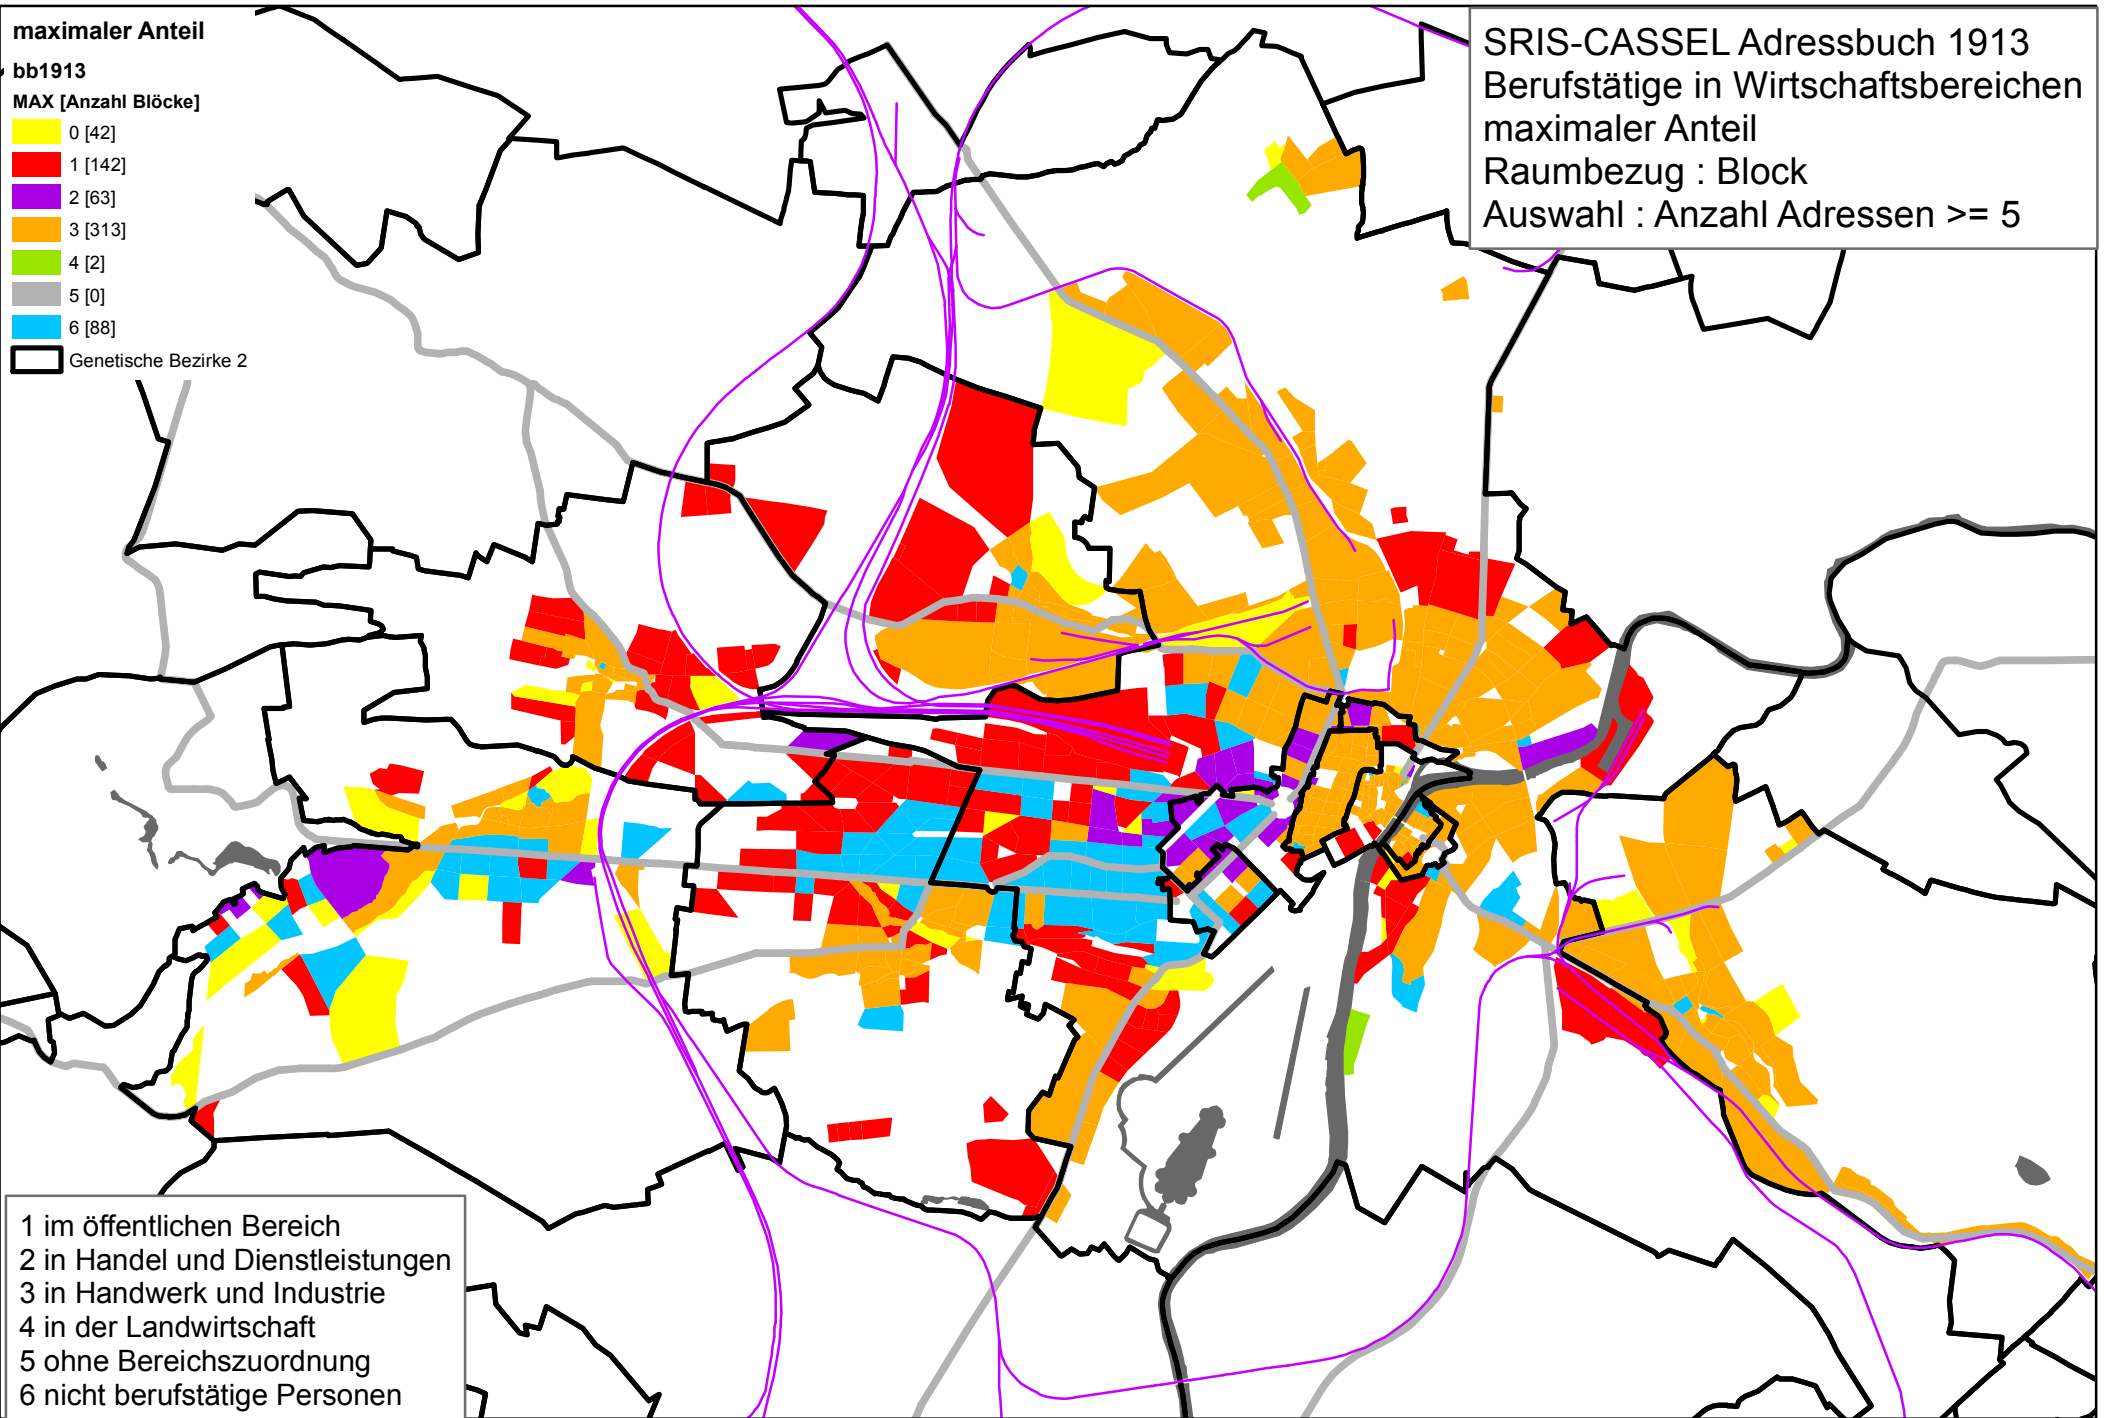 maximaler Anteil
bb1913
MAX [Anzahl Blöcke]
0 [42]
1 [142]
2 [63]
3 [313]
4 [2]
5 [0]
6 [88]
Genetische Bezirke 2
SRIS-CASSEL Adressbuch 1913
Berufstätige in Wirtschaftsbereichen
maximaler Anteil
Raumbezug : Block
Auswahl : Anzahl Adressen >= 5
1 im öffentlichen Bereich
2 in Handel und Dienstleistungen
3 in Handwerk und Industrie
4 in der Landwirtschaft
5 ohne Bereichszuordnung
6 nicht berufstätige Personen